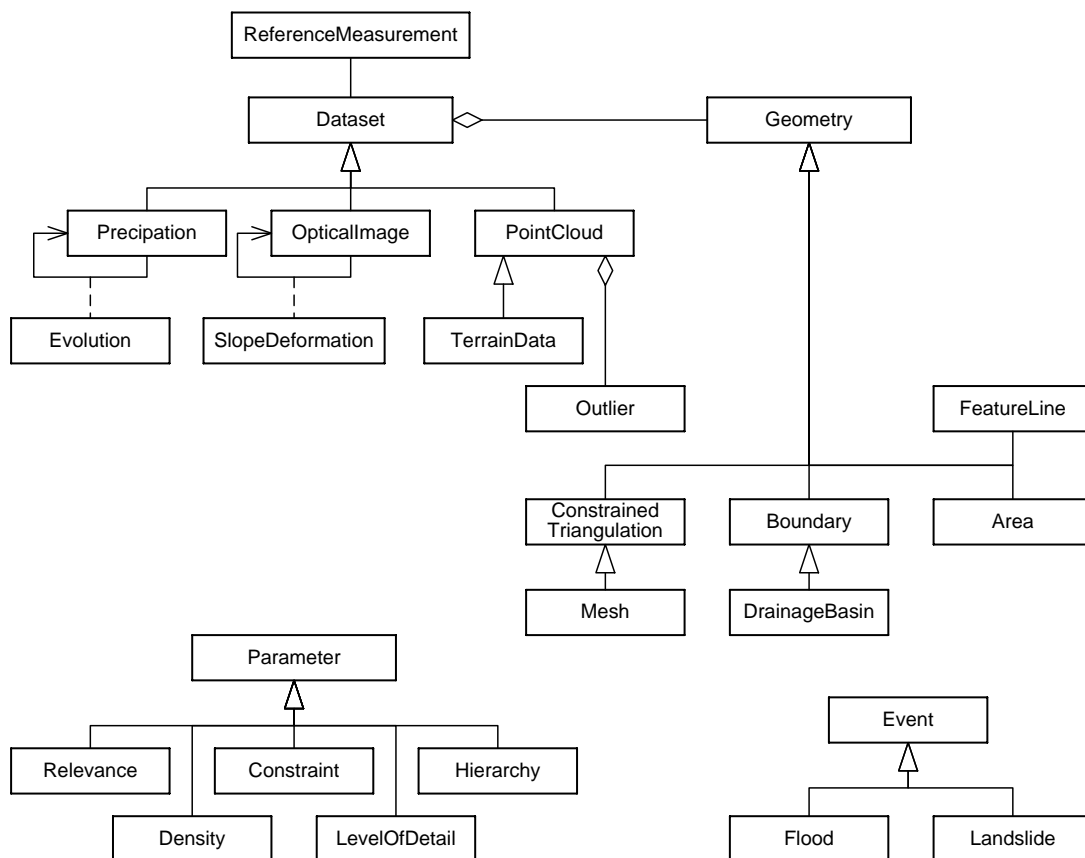 ReferenceMeasurement
Dataset
Geometry
Precipation
OpticalImage
PointCloud
Evolution
SlopeDeformation
TerrainData
Outlier
FeatureLine
Constrained
Triangulation
Boundary
Area
Mesh
DrainageBasin
Parameter
Event
Relevance
Constraint
Hierarchy
Density
LevelOfDetail
Flood
Landslide